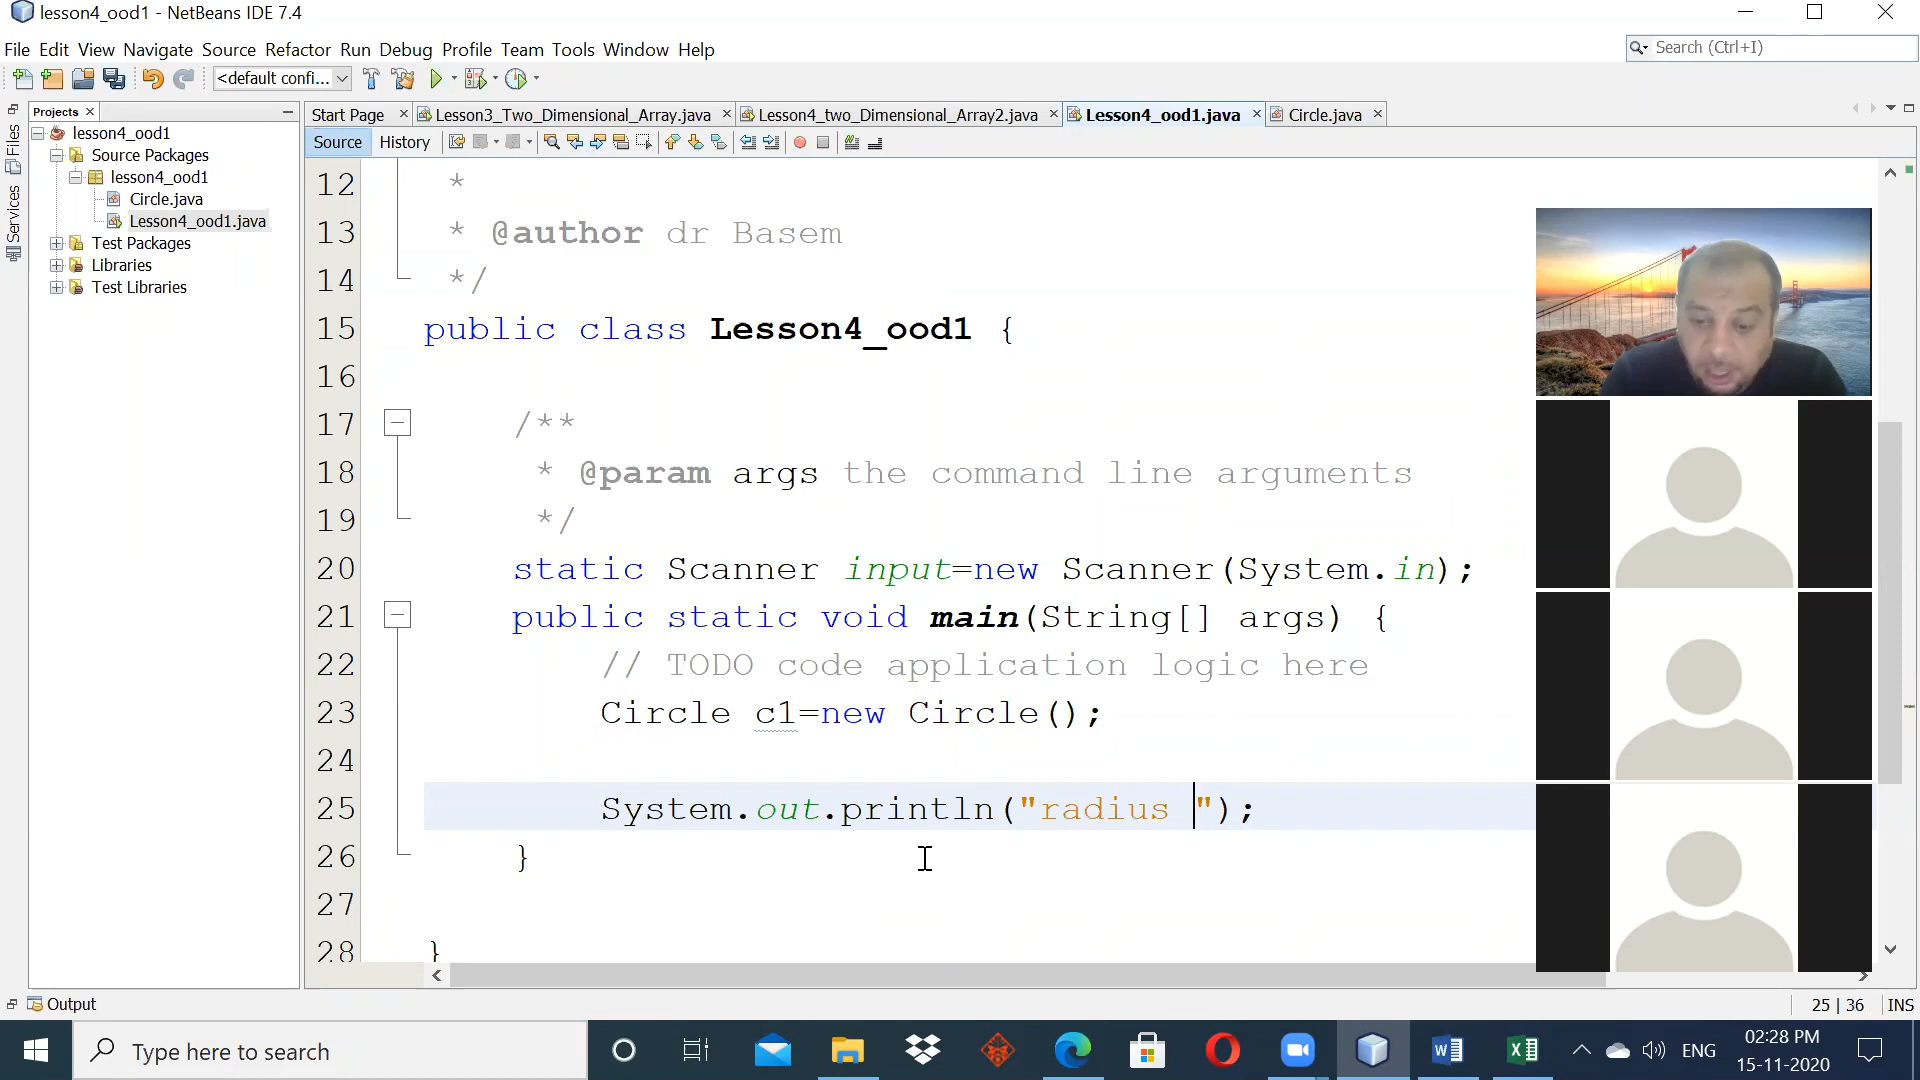 lesson4_ood1 - NetBeans IDE 7.4
File Edit View Navigate Source Refactor Run Debug Profile Team Tools Window Help
Search (Ctrl+I)
<default confi...
Projects
Start Page
Lesson3_Two_Dimensional_Array.java
Lesson4_two_Dimensional_Array2.java
Lesson4_ood1.java
Circle.java
Files
Services
Source History
lesson4_ood1
Source Packages
lesson4_ood1
Circle.java
Lesson4_ood1.java
Test Packages
Libraries
Test Libraries
12 *
13 * @author dr Basem
14 */
15 public class Lesson4_ood1 {
16
17 /**
18 * @param args the command line arguments
19 */
20 static Scanner input=new Scanner(System.in);
21 public static void main(String[] args) {
22 // TODO code application logic here
23 Circle c1=new Circle();
24
25 System.out.println("radius ");
26 }
27
28 }
Output
25 | 36 INS
Type here to search
ENG
02:28 PM
15-11-2020